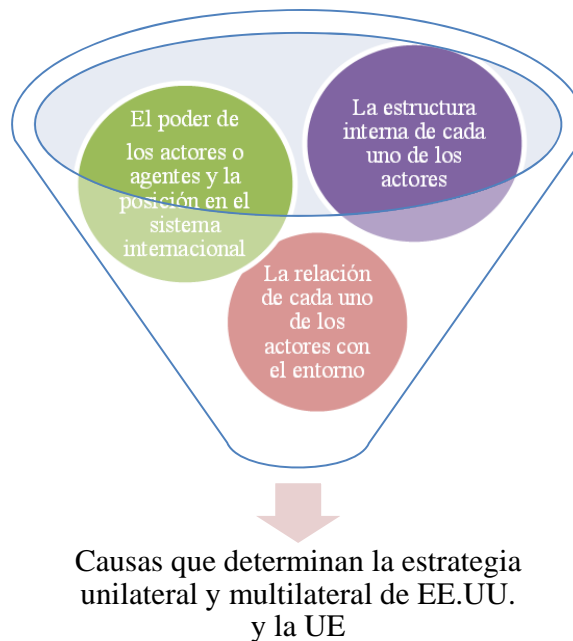 El poder de
los actores o
agentes y la
posición en el
sistema
internacional
La estructura
interna de cada
uno de los
actores
La relación
de cada uno
de los
actores con
el entorno
Causas que determinan la estrategia
unilateral y multilateral de EE.UU.
y la UE